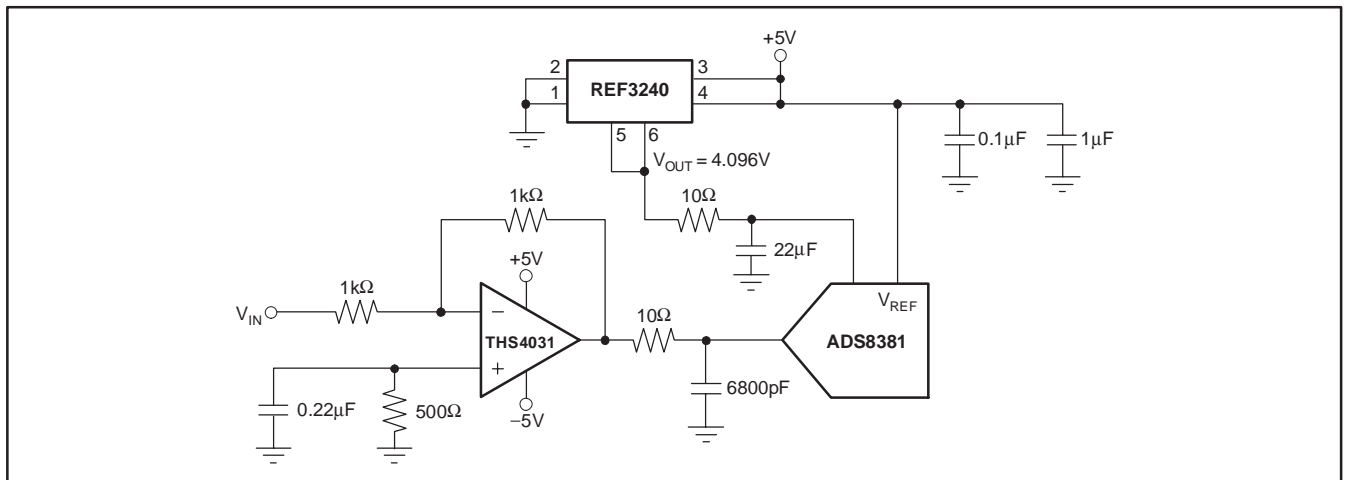 +5V
2
3
REF3240
1
4
5
6
0.1µF
1µF
V_OUT = 4.096V
1kΩ
10Ω
22µF
+5V
1kΩ
V_IN
−
10Ω
V_REF
THS4031
ADS8381
+
6800pF
0.22µF
500Ω
−5V